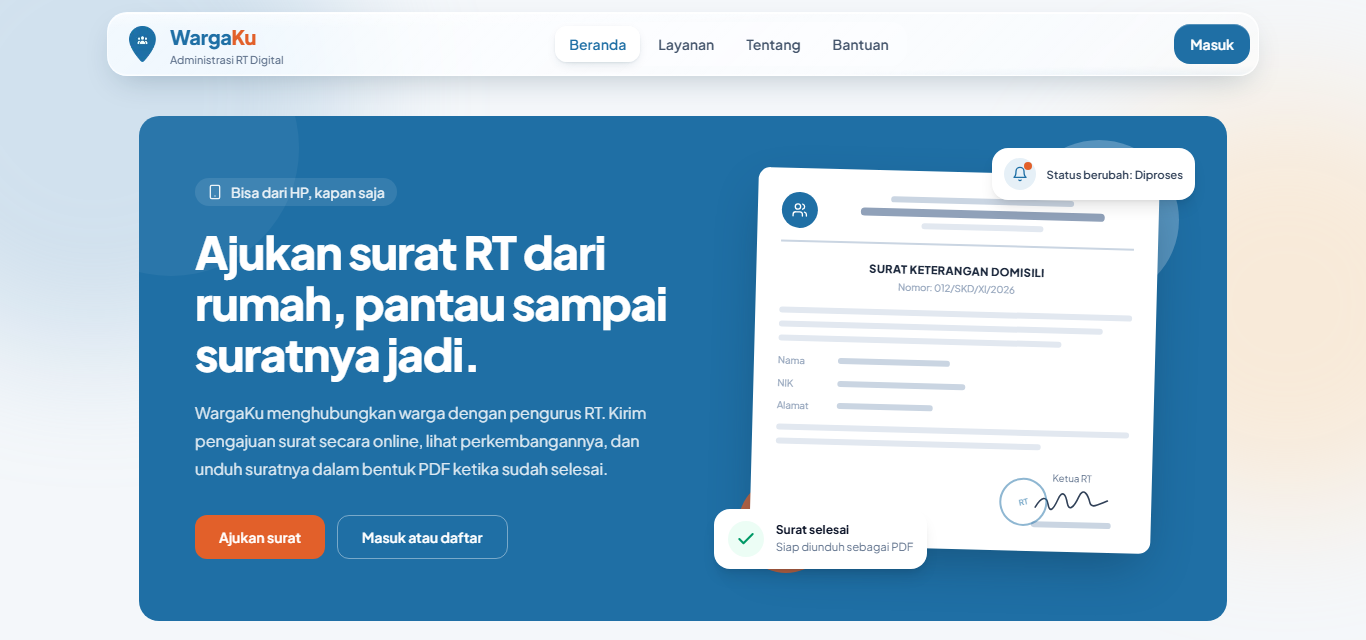 WargaKu
Administrasi RT Digital
Beranda
Layanan
Tentang
Bantuan
Masuk
Bisa dari HP, kapan saja
Ajukan surat RT dari
rumah, pantau sampai
suratnya jadi.
WargaKu menghubungkan warga dengan pengurus RT. Kirim
pengajuan surat secara online, lihat perkembangannya, dan
unduh suratnya dalam bentuk PDF ketika sudah selesai.
Ajukan surat
Masuk atau daftar
Status berubah: Diproses
SURAT KETERANGAN DOMISILI
Nomor: 012/SKD/XI/2026
Nama
NIK
Alamat
Ketua RT
RT
Surat selesai
Siap diunduh sebagai PDF